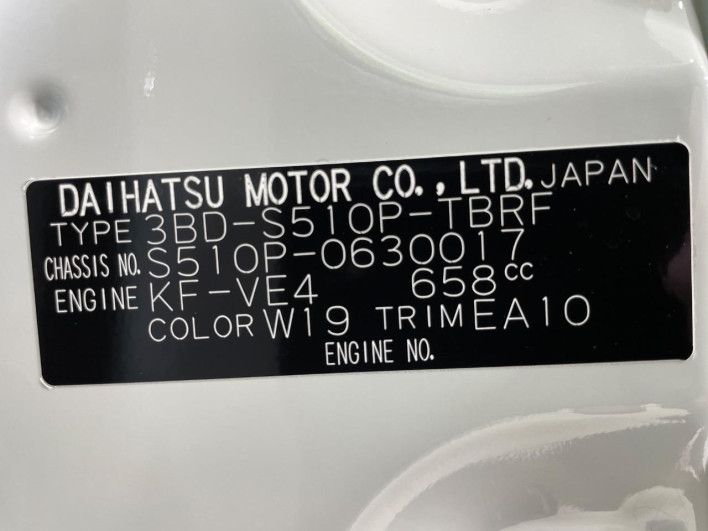 DAIHATSU MOTOR CO.,LTD. JAPAN
TYPE 3BD-S510P-TBRF
CHASSIS NO. S510P-0630017
ENGINE KF-VE4 658cc
COLOR W19 TRIM EA10
ENGINE NO.